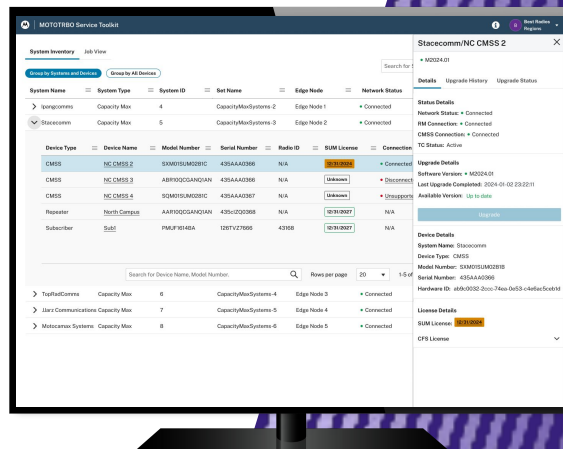 MOTOTRBO Service Toolkit
B Best Radios
Regions
System Inventory Job View
Group by Systems and Devices Group by All Devices
Search for S
System Name System Type System ID Set Name Edge Node Network Status
Ipangcomms Capacity Max 4 CapacityMaxSystems-2 Edge Node 1 Connected
Stacecomm Capacity Max 5 CapacityMaxSystems-3 Edge Node 2 Connected
Device Type Device Name Model Number Serial Number Radio ID SUM License Connection
CMSS NC CMSS 2 SXM01SUM0281C 435AAA0366 N/A 12/31/2024 Connected
CMSS NC CMSS 3 ABR10QCGANQ1AN 435AAA0366 N/A Unknown Disconnect
CMSS NC CMSS 4 SQM01SUM0281C 435AAA0367 N/A Unknown Unsupporte
Repeater North Campus AAR10QCGANQ1AN 435clZQ0368 N/A 12/31/2027 N/A
Subscriber Sub1 PMUF1614BA 126TVZ7866 43168 12/31/2027 N/A
Search for Device Name, Model Number. Rows per page 20 1-5 of
TopRadComms Capacity Max 6 CapacityMaxSystems-4 Edge Node 3 Connected
Capacity Max 7 CapacityMaxSystems-5 Edge Node 4 Connected
Motocamax Systems Capacity Max 8 CapacityMaxSystems-6 Edge Node 5 Connected
Stacecomm/NC CMSS 2
M2024.01
Details Upgrade History Upgrade Status
Status Details
Network Status: Connected
RM Connection: Connected
CMSS Connection: Connected
TC Status: Active
Upgrade Details
Software Version: M2024.01
Last Upgrade Completed: 2024-01-02 23:22:11
Available Version: Up to date
Upgrade
Device Details
System Name: Stacecomm
Device Type: CMSS
Model Number: SXM01SUM0281B
Serial Number: 435AAA0366
Hardware ID: ab9c0032-2ccc-74ea-0e53-c4e6ac5ceb1d
License Details
SUM License: 12/31/2024
CFS License